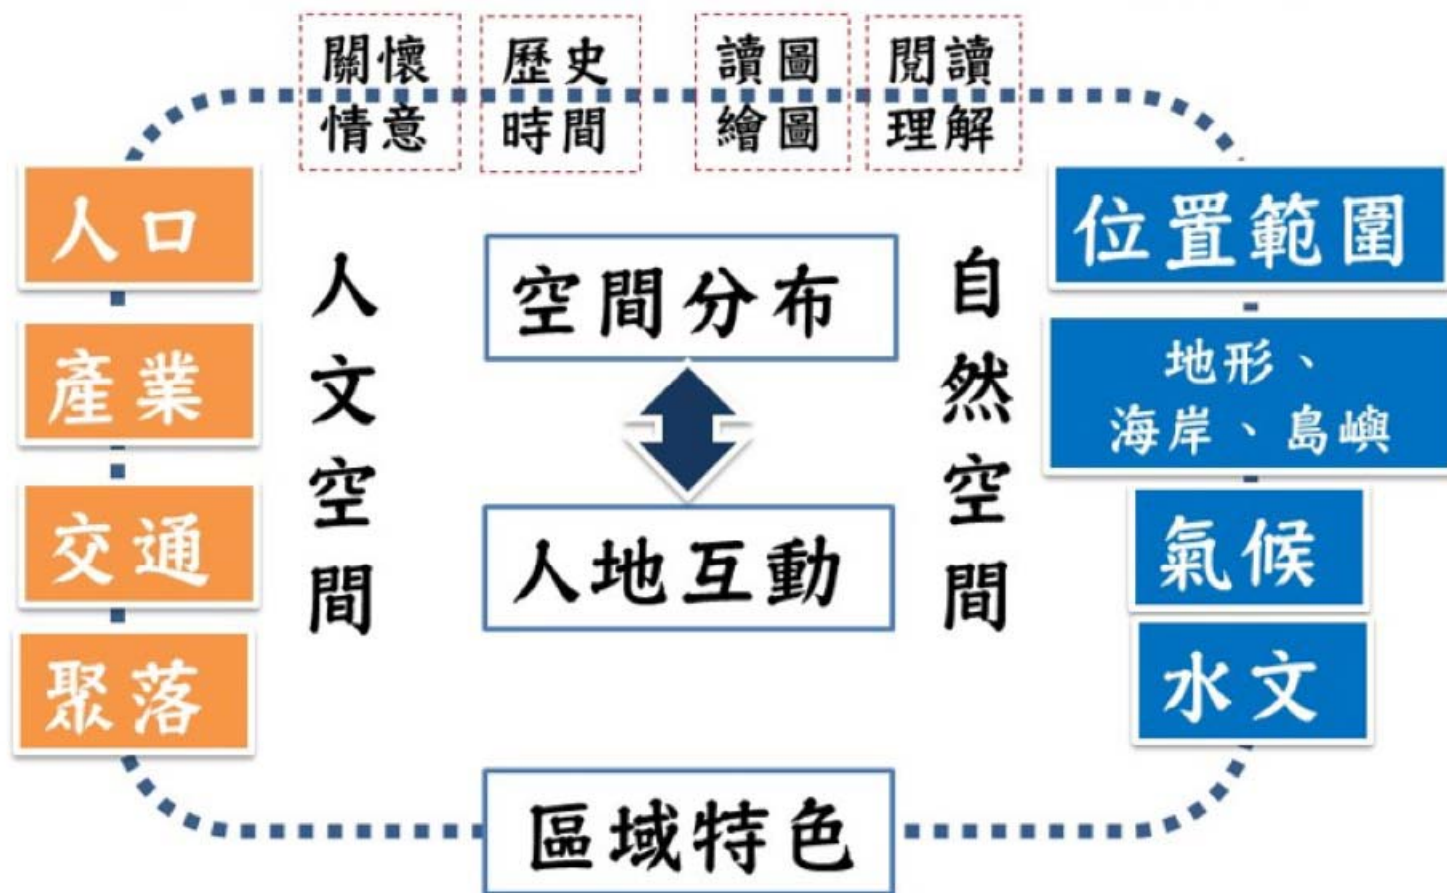 關懷
情意
歷史
時間
讀圖
繪圖
閱讀
理解
人口
產業
交通
聚落
人文空間
空間分布
人地互動
自然空間
位置範圍
地形、
海岸、島嶼
氣候
水文
區域特色